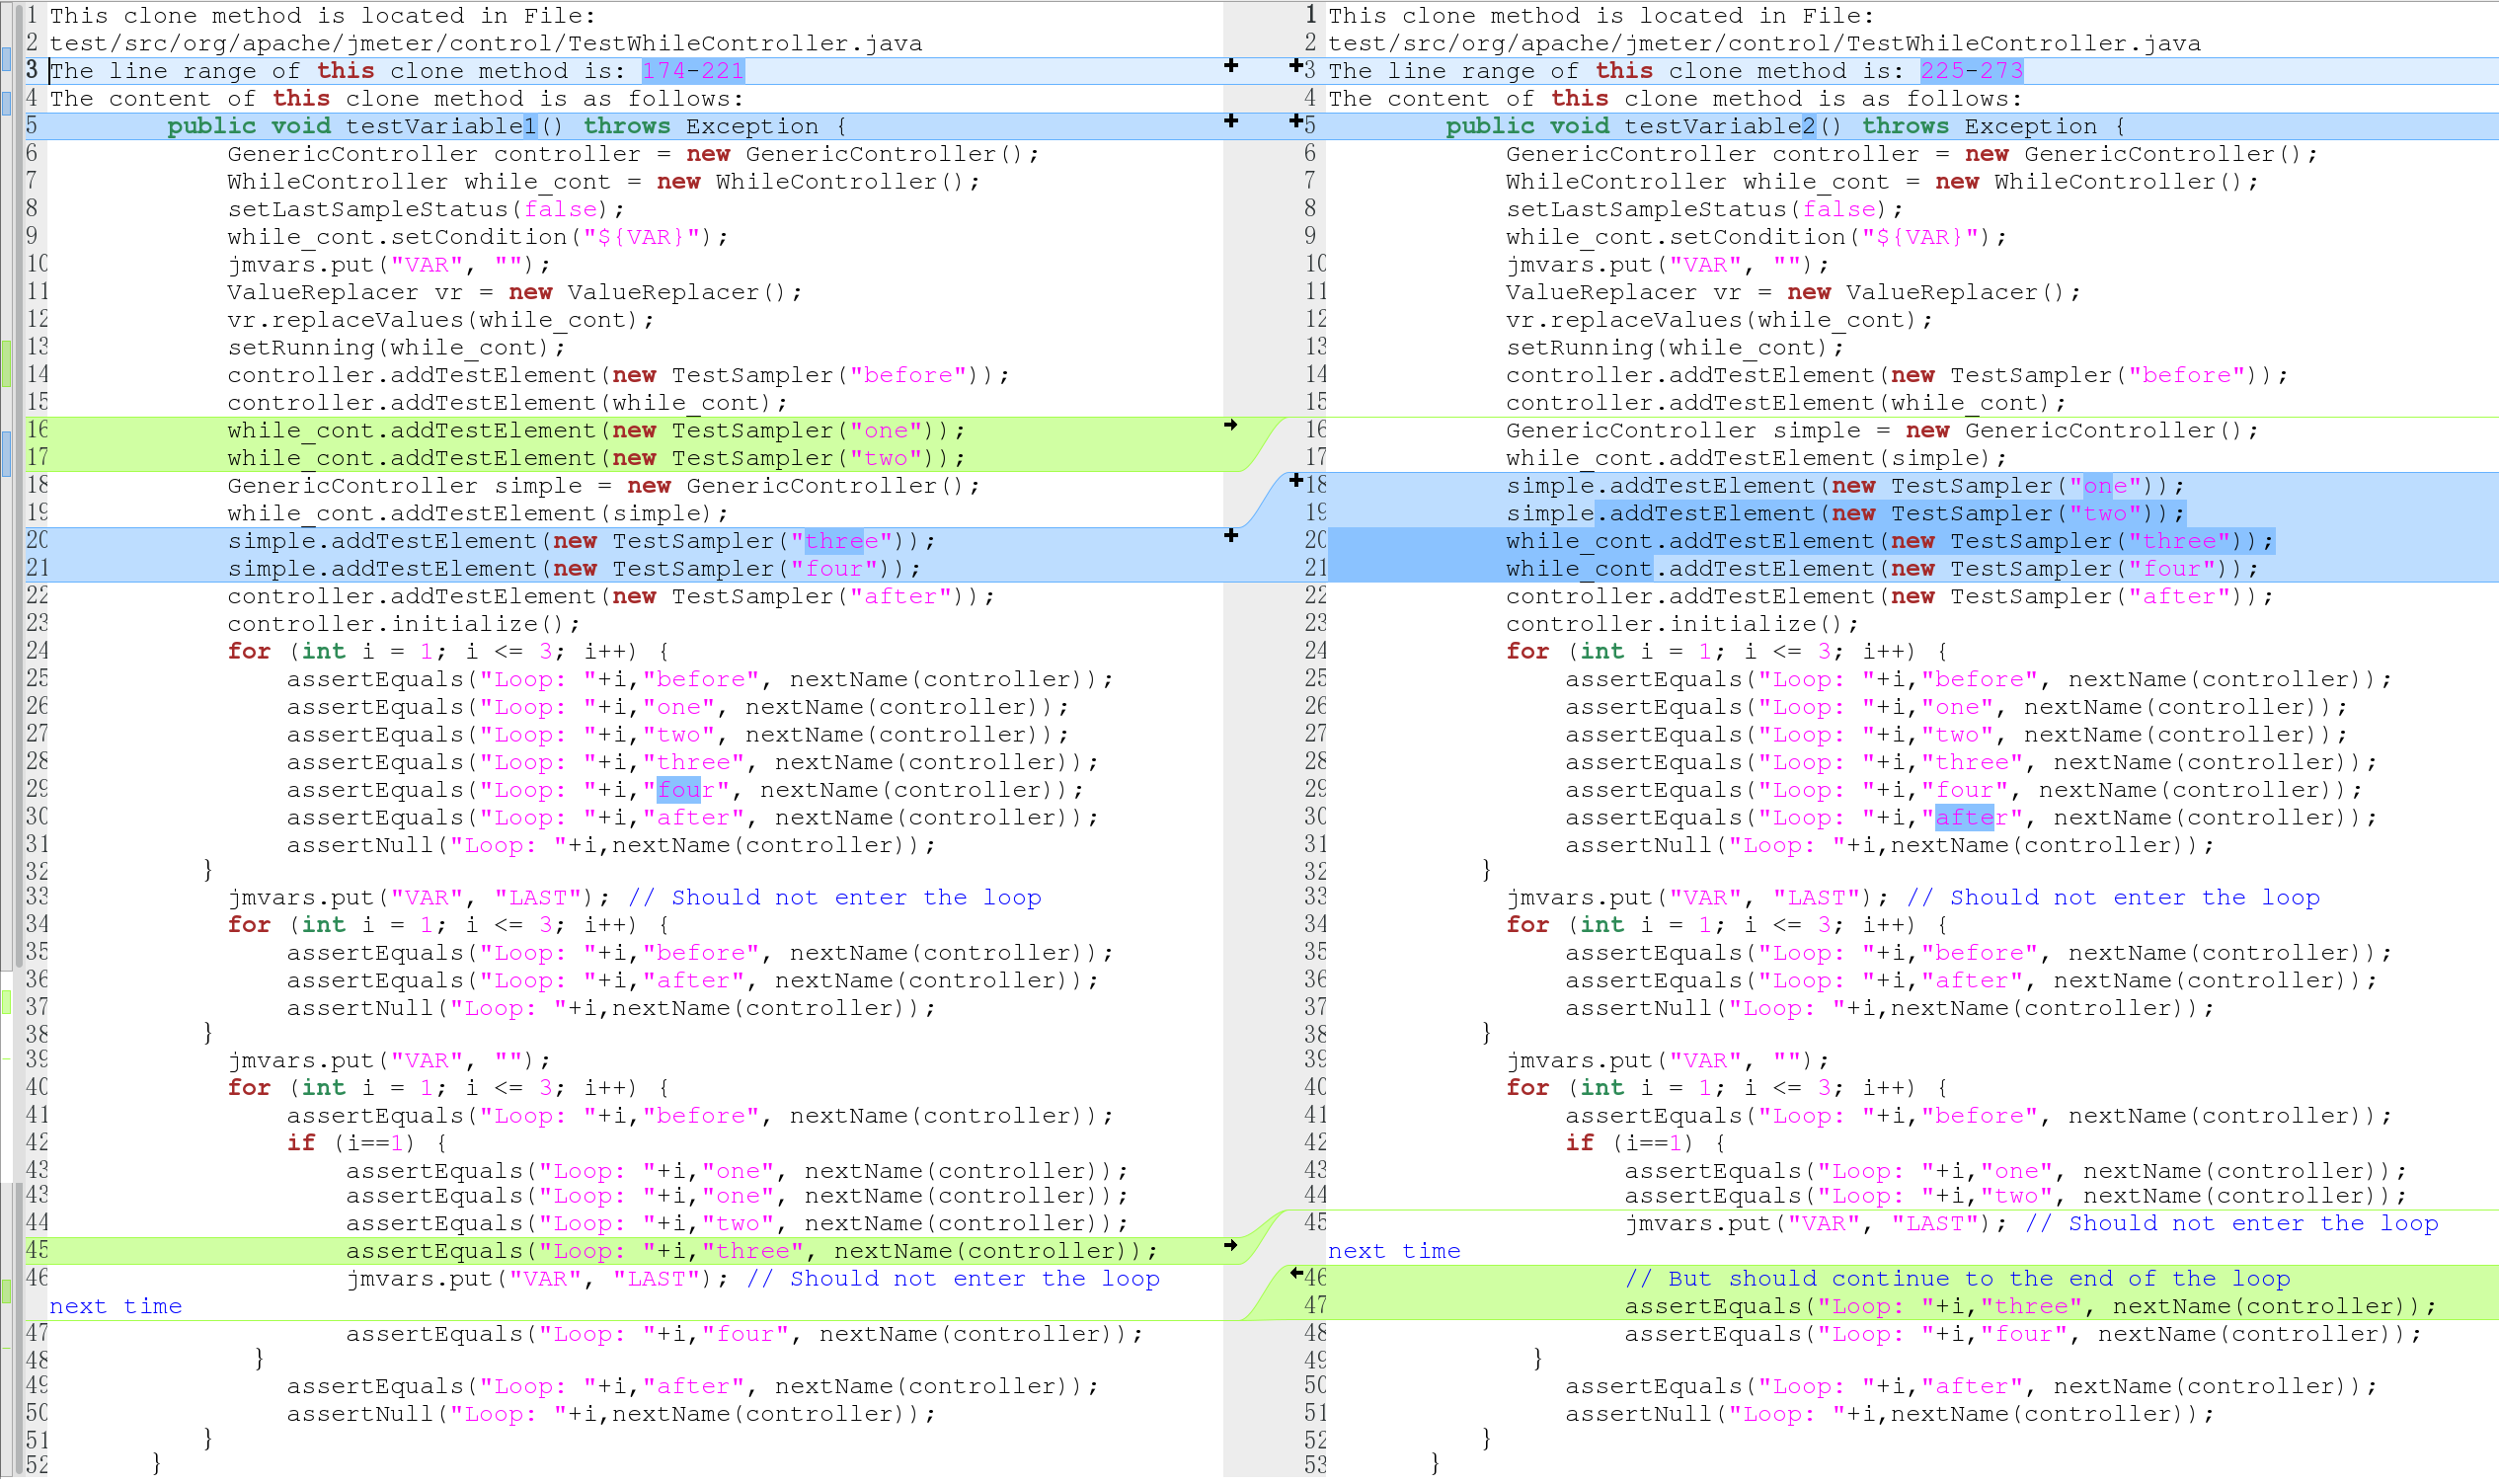 1 This clone method is located in File:
2 test/src/org/apache/jmeter/control/TestWhileController.java
3 The line range of this clone method is: 174-221
4 The content of this clone method is as follows:
5 public void testVariable1() throws Exception {
6 GenericController controller = new GenericController();
7 WhileController while_cont = new WhileController();
8 setLastSampleStatus(false);
9 while_cont.setCondition("${VAR}");
10 jmvars.put("VAR", "");
11 ValueReplacer vr = new ValueReplacer();
12 vr.replaceValues(while_cont);
13 setRunning(while_cont);
14 controller.addTestElement(new TestSampler("before"));
15 controller.addTestElement(while_cont);
16 while_cont.addTestElement(new TestSampler("one"));
17 while_cont.addTestElement(new TestSampler("two"));
18 GenericController simple = new GenericController();
19 while_cont.addTestElement(simple);
20 simple.addTestElement(new TestSampler("three"));
21 simple.addTestElement(new TestSampler("four"));
22 controller.addTestElement(new TestSampler("after"));
23 controller.initialize();
24 for (int i = 1; i <= 3; i++) {
25 assertEquals("Loop: "+i,"before", nextName(controller));
26 assertEquals("Loop: "+i,"one", nextName(controller));
27 assertEquals("Loop: "+i,"two", nextName(controller));
28 assertEquals("Loop: "+i,"three", nextName(controller));
29 assertEquals("Loop: "+i,"four", nextName(controller));
30 assertEquals("Loop: "+i,"after", nextName(controller));
31 assertNull("Loop: "+i,nextName(controller));
32 }
33 jmvars.put("VAR", "LAST"); // Should not enter the loop
34 for (int i = 1; i <= 3; i++) {
35 assertEquals("Loop: "+i,"before", nextName(controller));
36 assertEquals("Loop: "+i,"after", nextName(controller));
37 assertNull("Loop: "+i,nextName(controller));
38 }
39 jmvars.put("VAR", "");
40 for (int i = 1; i <= 3; i++) {
41 assertEquals("Loop: "+i,"before", nextName(controller));
42 if (i==1) {
43 assertEquals("Loop: "+i,"one", nextName(controller));
43 assertEquals("Loop: "+i,"one", nextName(controller));
44 assertEquals("Loop: "+i,"two", nextName(controller));
45 assertEquals("Loop: "+i,"three", nextName(controller));
46 jmvars.put("VAR", "LAST"); // Should not enter the loop
next time
47 assertEquals("Loop: "+i,"four", nextName(controller));
48 }
49 assertEquals("Loop: "+i,"after", nextName(controller));
50 assertNull("Loop: "+i,nextName(controller));
51 }
52 }
1 This clone method is located in File:
2 test/src/org/apache/jmeter/control/TestWhileController.java
3 The line range of this clone method is: 225-273
4 The content of this clone method is as follows:
5 public void testVariable2() throws Exception {
6 GenericController controller = new GenericController();
7 WhileController while_cont = new WhileController();
8 setLastSampleStatus(false);
9 while_cont.setCondition("${VAR}");
10 jmvars.put("VAR", "");
11 ValueReplacer vr = new ValueReplacer();
12 vr.replaceValues(while_cont);
13 setRunning(while_cont);
14 controller.addTestElement(new TestSampler("before"));
15 controller.addTestElement(while_cont);
16 GenericController simple = new GenericController();
17 while_cont.addTestElement(simple);
18 simple.addTestElement(new TestSampler("one"));
19 simple.addTestElement(new TestSampler("two"));
20 while_cont.addTestElement(new TestSampler("three"));
21 while_cont.addTestElement(new TestSampler("four"));
22 controller.addTestElement(new TestSampler("after"));
23 controller.initialize();
24 for (int i = 1; i <= 3; i++) {
25 assertEquals("Loop: "+i,"before", nextName(controller));
26 assertEquals("Loop: "+i,"one", nextName(controller));
27 assertEquals("Loop: "+i,"two", nextName(controller));
28 assertEquals("Loop: "+i,"three", nextName(controller));
29 assertEquals("Loop: "+i,"four", nextName(controller));
30 assertEquals("Loop: "+i,"after", nextName(controller));
31 assertNull("Loop: "+i,nextName(controller));
32 }
33 jmvars.put("VAR", "LAST"); // Should not enter the loop
34 for (int i = 1; i <= 3; i++) {
35 assertEquals("Loop: "+i,"before", nextName(controller));
36 assertEquals("Loop: "+i,"after", nextName(controller));
37 assertNull("Loop: "+i,nextName(controller));
38 }
39 jmvars.put("VAR", "");
40 for (int i = 1; i <= 3; i++) {
41 assertEquals("Loop: "+i,"before", nextName(controller));
42 if (i==1) {
43 assertEquals("Loop: "+i,"one", nextName(controller));
44 assertEquals("Loop: "+i,"two", nextName(controller));
45 jmvars.put("VAR", "LAST"); // Should not enter the loop
next time
46 // But should continue to the end of the loop
47 assertEquals("Loop: "+i,"three", nextName(controller));
48 assertEquals("Loop: "+i,"four", nextName(controller));
49 }
50 assertEquals("Loop: "+i,"after", nextName(controller));
51 assertNull("Loop: "+i,nextName(controller));
52 }
53 }